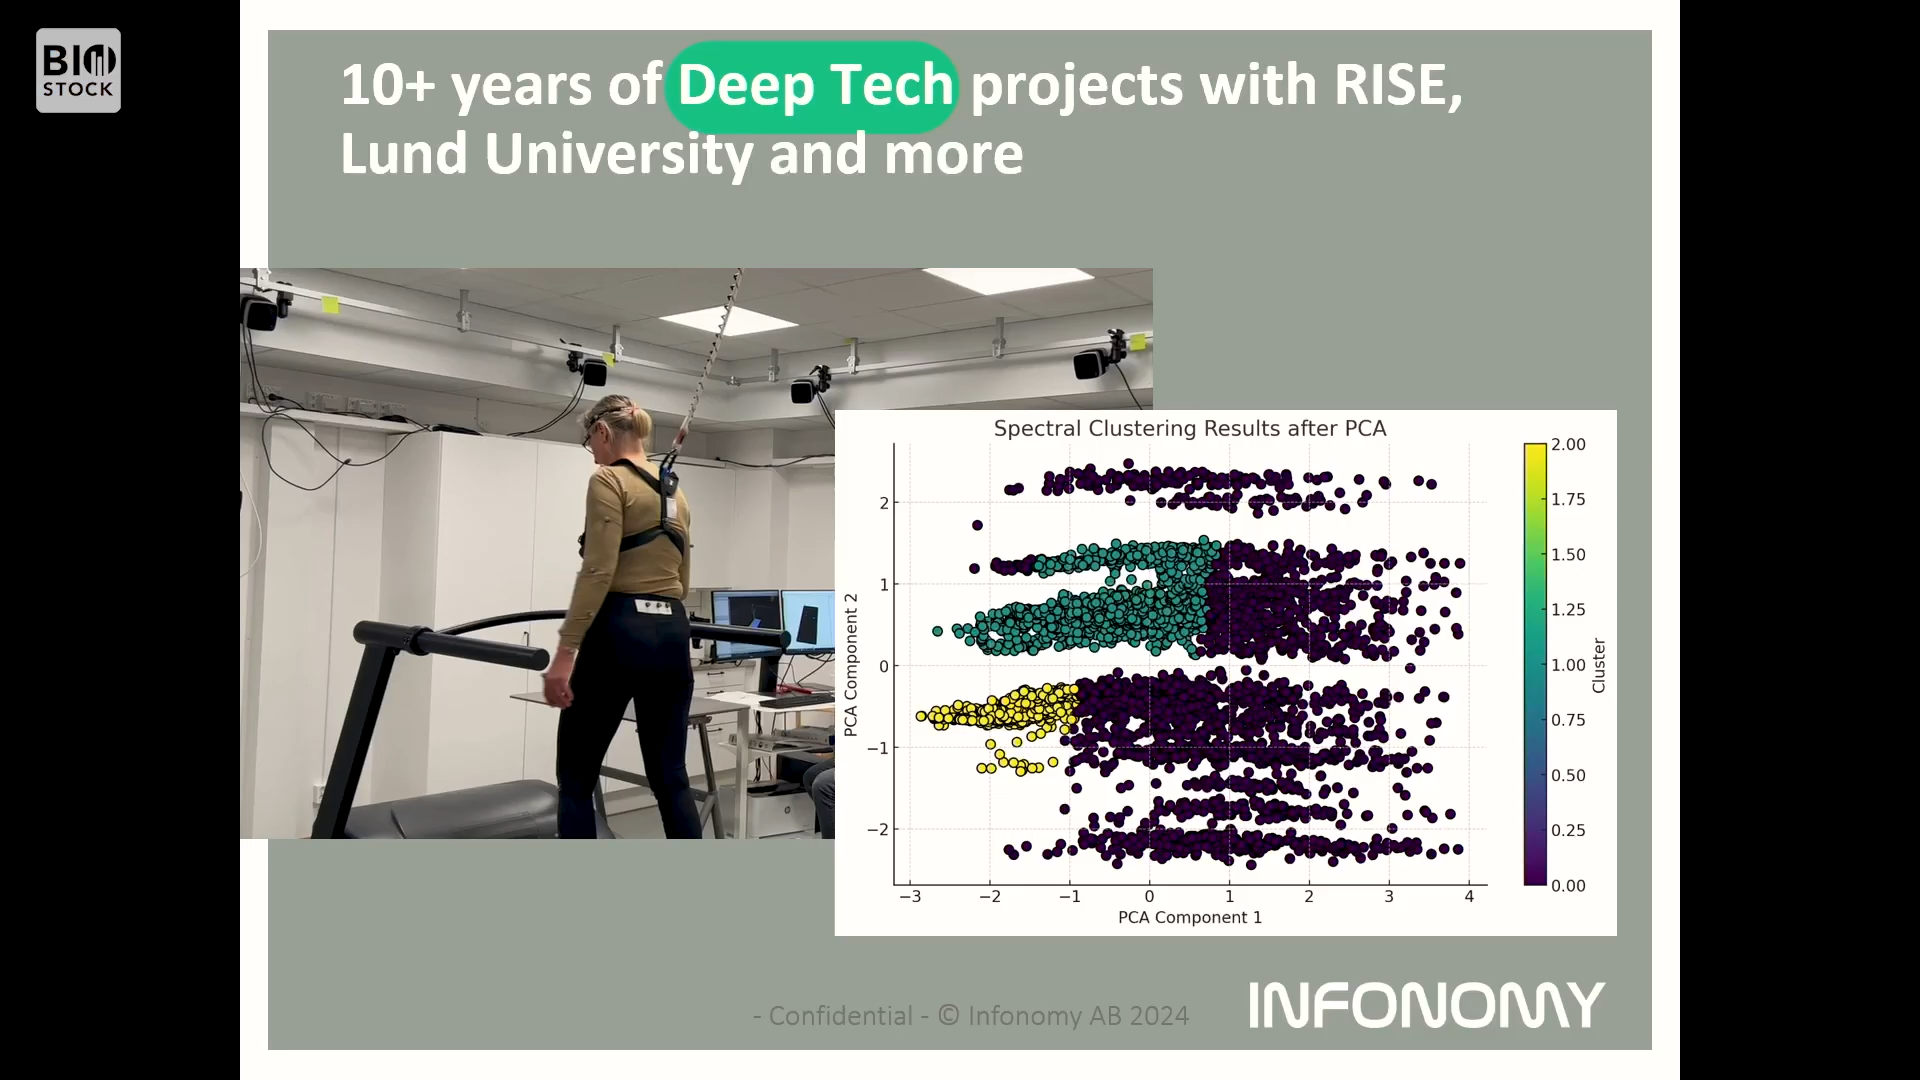 BIO
STOCK
10+ years of Deep Tech projects with RISE,
Lund University and more
Spectral Clustering Results after PCA
PCA Component 2
2
1
0
−1
−2
−3
−2
−1
0
1
2
3
4
PCA Component 1
2.00
1.75
1.50
1.25
1.00
0.75
0.50
0.25
0.00
Cluster
- Confidential - © Infonomy AB 2024
INFONOMY